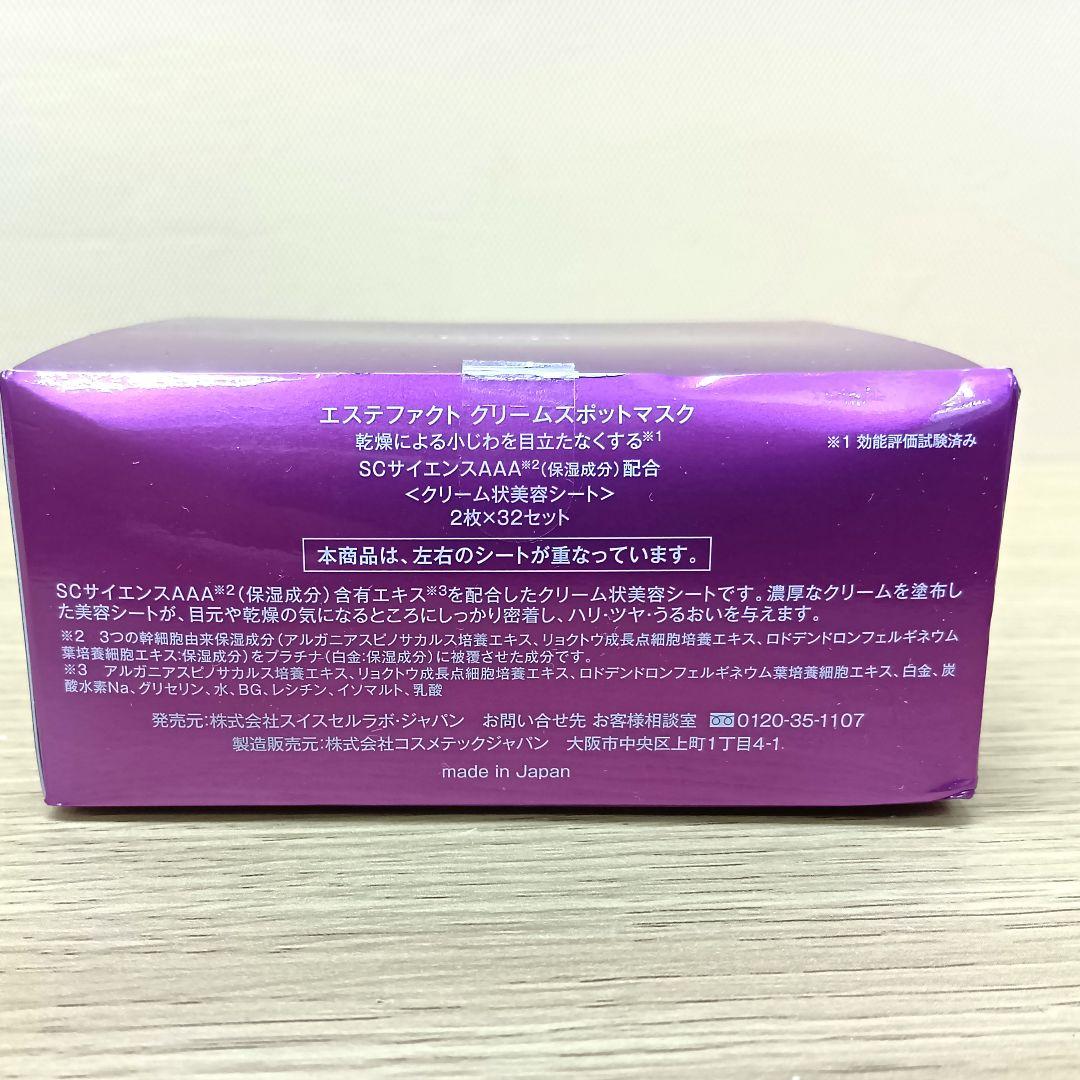 エステファクト クリームスポットマスク
乾燥による小じわを目立たなくする※1
※1 効能評価試験済み
SCサイエンスAAA※2(保湿成分)配合
<クリーム状美容シート>
2枚×32セット
本商品は、左右のシートが重なっています。
SCサイエンスAAA※2(保湿成分)含有エキス※3を配合したクリーム状美容シートです。濃厚なクリームを塗布し
た美容シートが、目元や乾燥の気になるところにしっかり密着し、ハリ・ツヤ・うるおいを与えます。
※2 3つの幹細胞由来保湿成分(アルガニアスピノサカルス培養エキス、リョクトウ成長点細胞培養エキス、ロドデンドロンフェルギネウム
葉培養細胞エキス:保湿成分)をプラチナ(白金:保湿成分)に被覆させた成分です。
※3 アルガニアスピノサカルス培養エキス、リョクトウ成長点細胞培養エキス、ロドデンドロンフェルギネウム葉培養細胞エキス、白金、炭
酸水素Na、グリセリン、水、BG、レシチン、イソマルト、乳酸
発売元:株式会社スイスセルラボ・ジャパン お問い合せ先 お客様相談室 0120-35-1107
製造販売元:株式会社コスメテックジャパン 大阪市中央区上町1丁目4-1
made in Japan